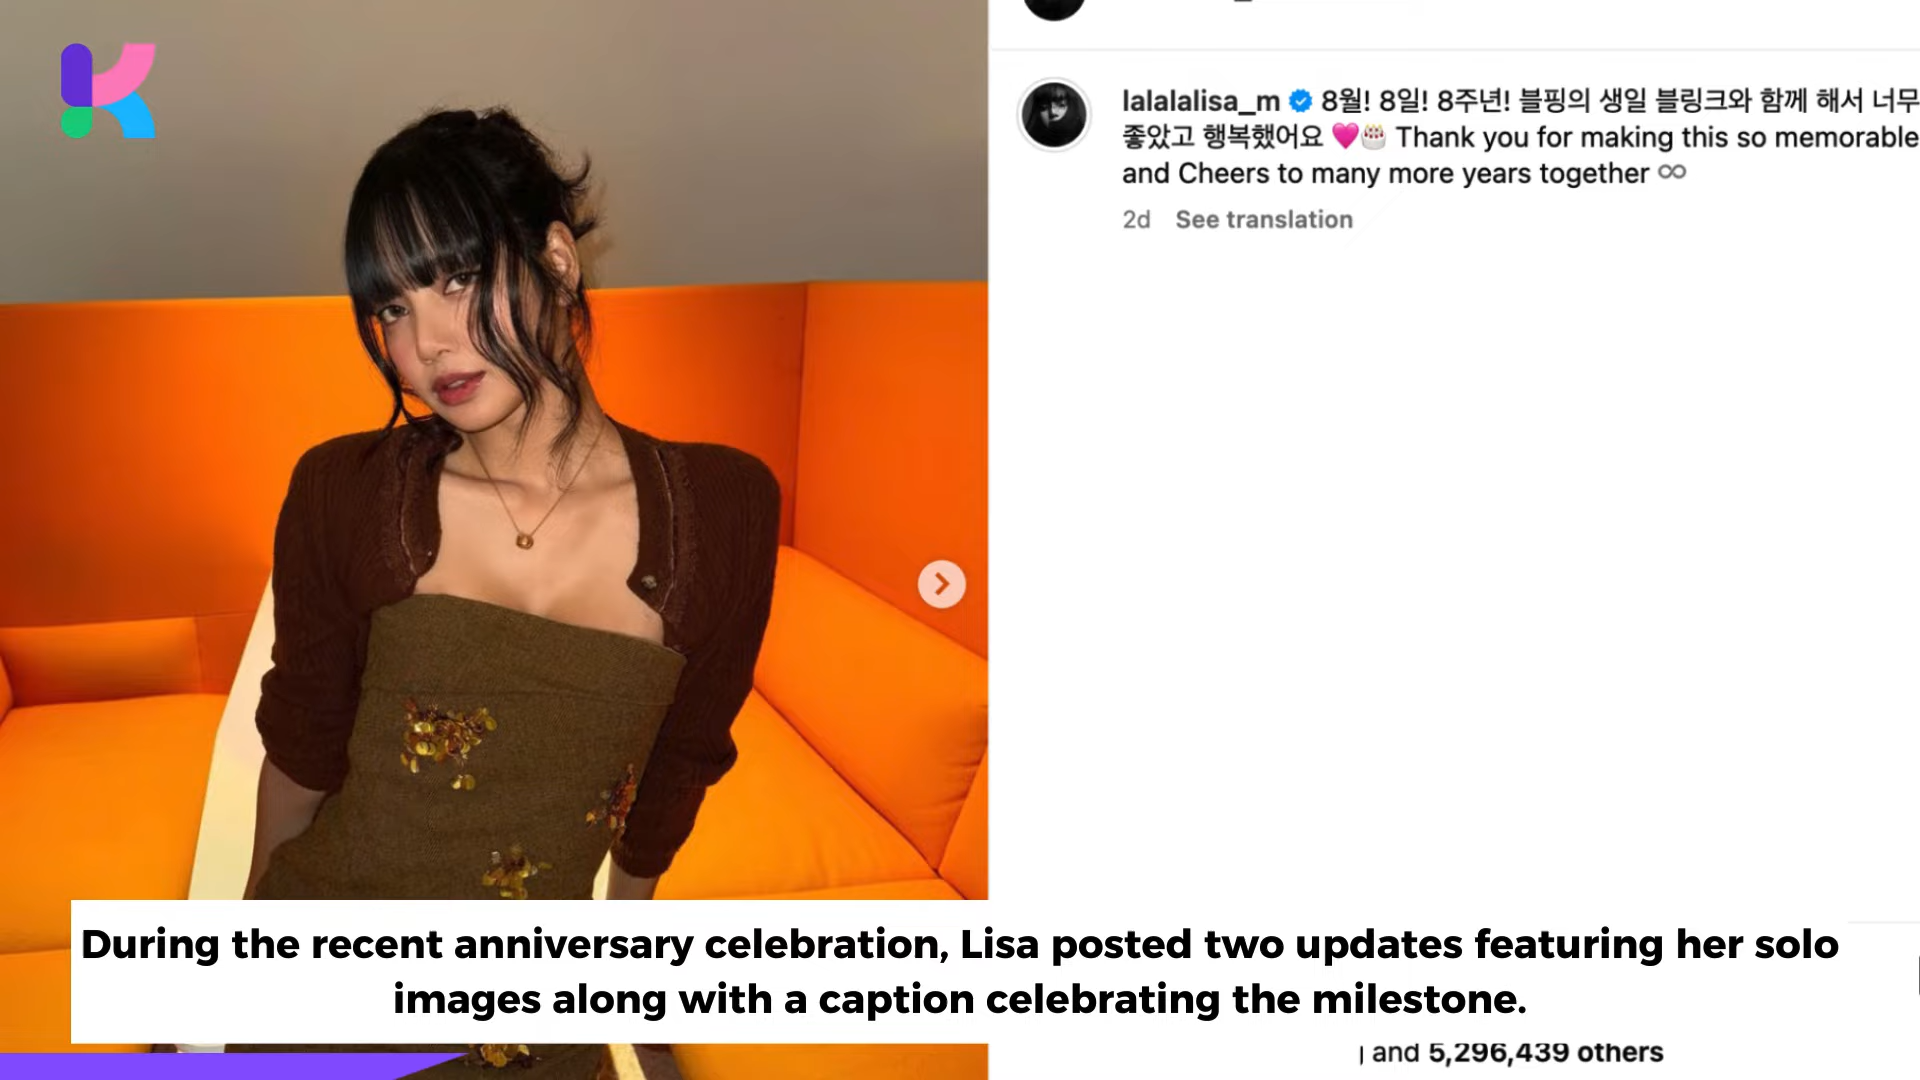 lalalalisa_m 8월! 8일! 8주년! 블핑의 생일 블링크와 함께 해서 너무
좋았고 행복했어요 🩷🎂 Thank you for making this so memorable
and Cheers to many more years together ♾
2d See translation
During the recent anniversary celebration, Lisa posted two updates featuring her solo
images along with a caption celebrating the milestone.
and 5,296,439 others